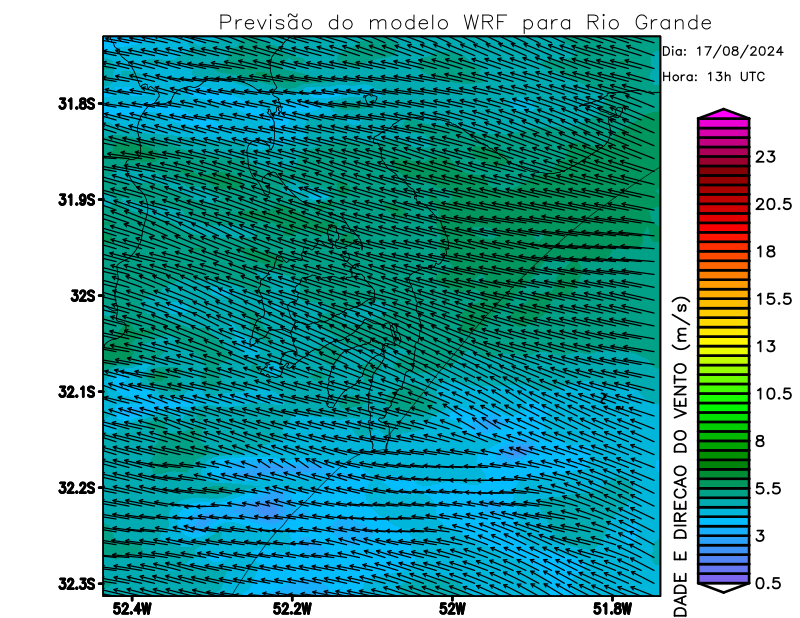 Previsão do modelo WRF para Rio Grande
Dia: 17/08/2024
Hora: 13h UTC
31.8S
31.9S
32S
32.1S
32.2S
32.3S
52.4W
52.2W
52W
51.8W
23
20.5
18
15.5
13
10.5
8
5.5
3
0.5
DADE E DIRECAO DO VENTO (m/s)